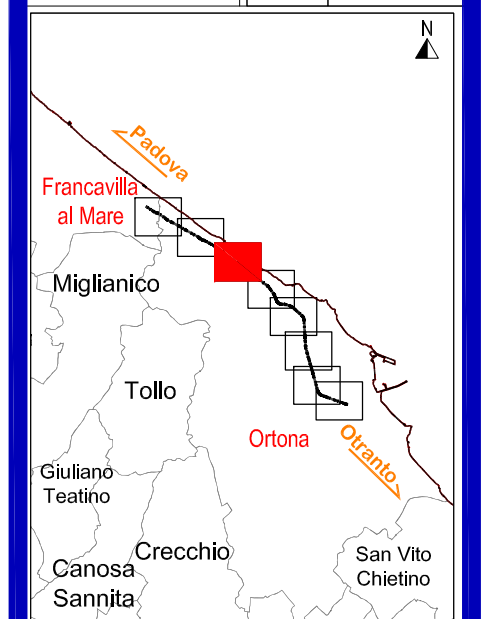 N
Padova
Francavilla
al Mare
Miglianico
Tollo
Ortona
Otranto
Giuliano
Teatino
Crecchio
San Vito
Chietino
Canosa
Sannita